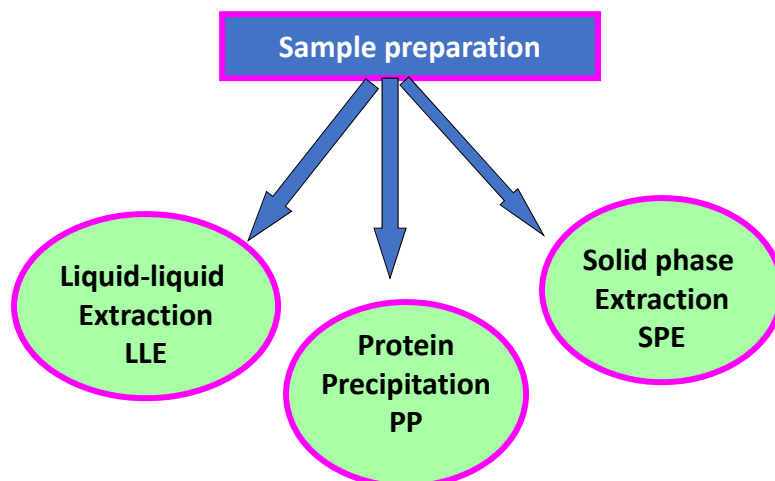 Sample preparation
Liquid-liquid
Extraction
LLE
Protein
Precipitation
PP
Solid phase
Extraction
SPE